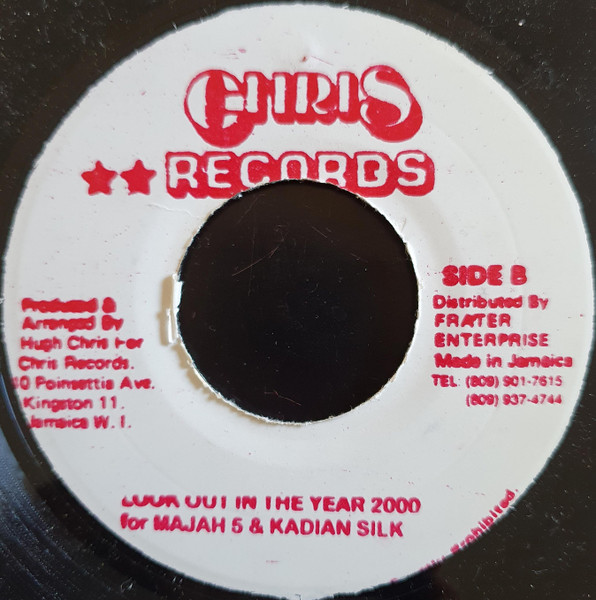 CHRIS
RECORDS
Produced &
Arranged By
Hugh Chris For
Chris Records.
10 Poinsettia Ave.
Kingston 11.
Jamaica W. I.
SIDE B
Distributed By
FRATER
ENTERPRISE
Made in Jamaica
TEL: (809) 901-7615
(809) 937-4744
LOOK OUT IN THE YEAR 2000
for MAJAH 5 & KADIAN SILK
Prohibited.